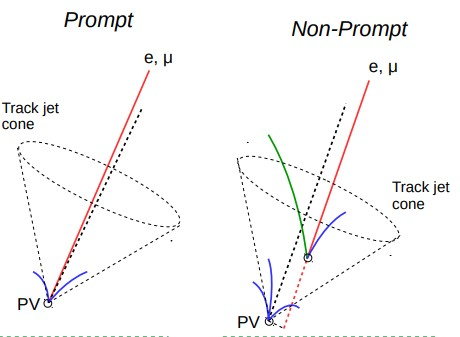 Prompt
e, μ
Track jet
cone
PV
Non-Prompt
e, μ
Track jet
cone
PV